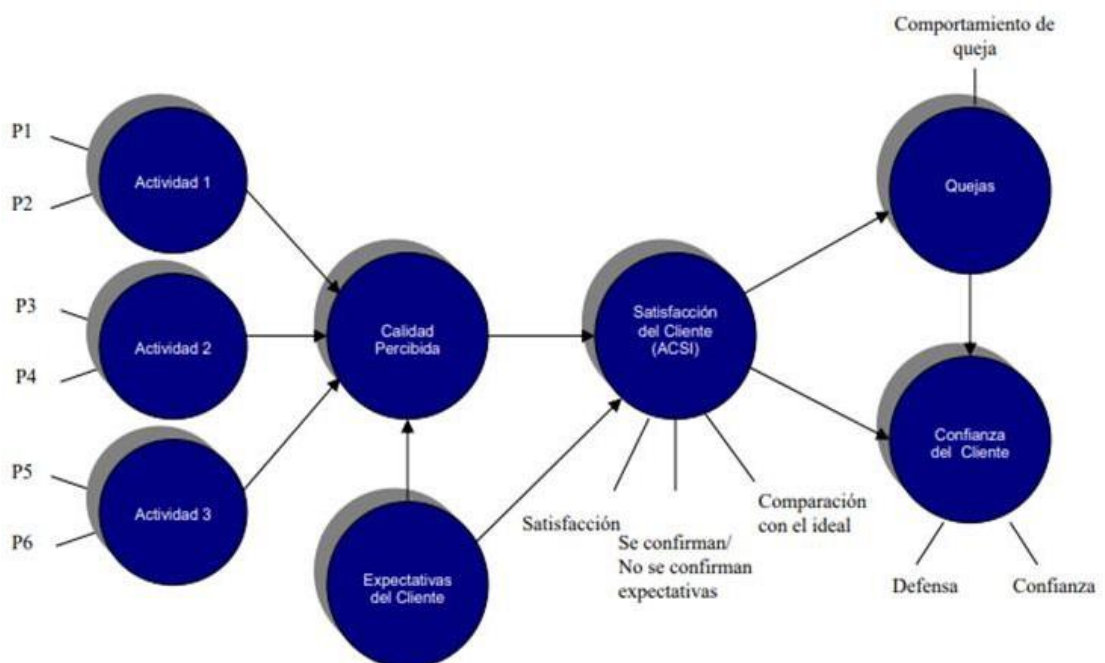 Comportamiento de
queja
P1
P2
Actividad 1
Quejas
P3
P4
Actividad 2
Calidad
Percibida
Satisfacción
del Cliente
(ACSI)
P5
P6
Actividad 3
Confianza
del Cliente
Expectativas
del Cliente
Satisfacción
Se confirman/
No se confirman
expectativas
Comparación
con el ideal
Defensa
Confianza